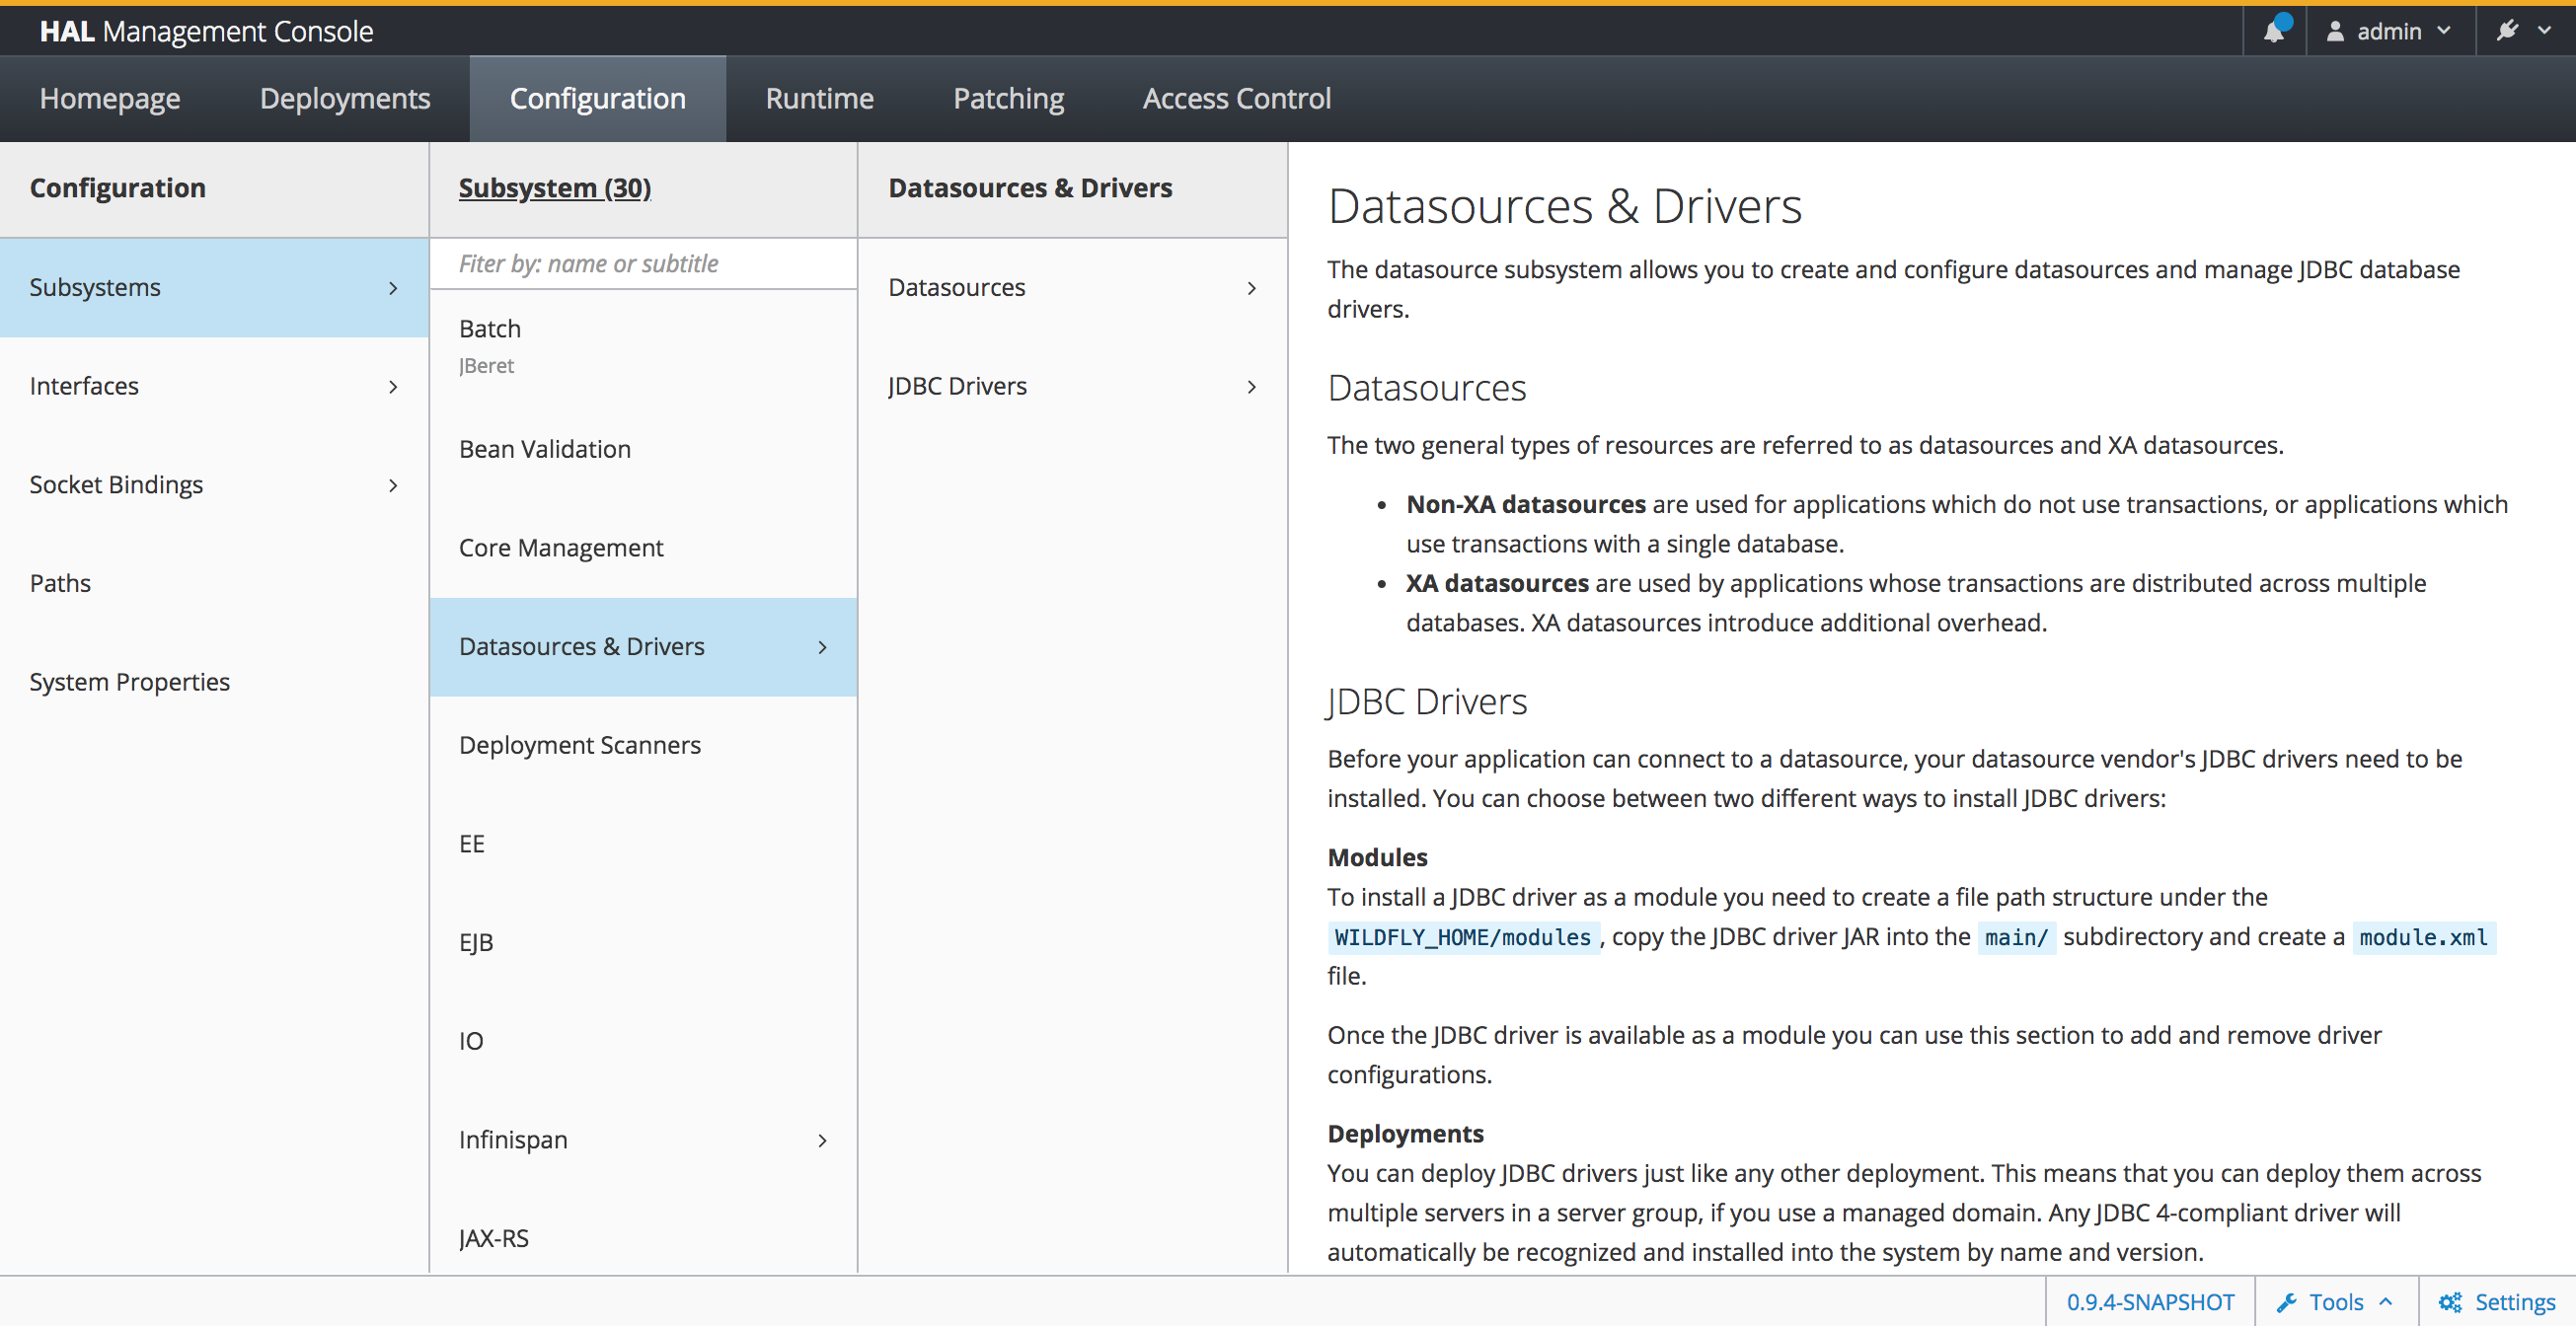 HAL Management Console
admin
Homepage
Deployments
Configuration
Runtime
Patching
Access Control
Configuration
Subsystems
Interfaces
Socket Bindings
Paths
System Properties
Subsystem (30)
Fiter by: name or subtitle
Batch
JBeret
Bean Validation
Core Management
Datasources & Drivers
Deployment Scanners
EE
EJB
IO
Infinispan
JAX-RS
Datasources & Drivers
Datasources
JDBC Drivers
Datasources & Drivers
The datasource subsystem allows you to create and configure datasources and manage JDBC database
drivers.
Datasources
The two general types of resources are referred to as datasources and XA datasources.
• Non-XA datasources are used for applications which do not use transactions, or applications which
use transactions with a single database.
• XA datasources are used by applications whose transactions are distributed across multiple
databases. XA datasources introduce additional overhead.
JDBC Drivers
Before your application can connect to a datasource, your datasource vendor's JDBC drivers need to be
installed. You can choose between two different ways to install JDBC drivers:
Modules
To install a JDBC driver as a module you need to create a file path structure under the
WILDFLY_HOME/modules , copy the JDBC driver JAR into the main/ subdirectory and create a module.xml
file.
Once the JDBC driver is available as a module you can use this section to add and remove driver
configurations.
Deployments
You can deploy JDBC drivers just like any other deployment. This means that you can deploy them across
multiple servers in a server group, if you use a managed domain. Any JDBC 4-compliant driver will
automatically be recognized and installed into the system by name and version.
0.9.4-SNAPSHOT
Tools
Settings